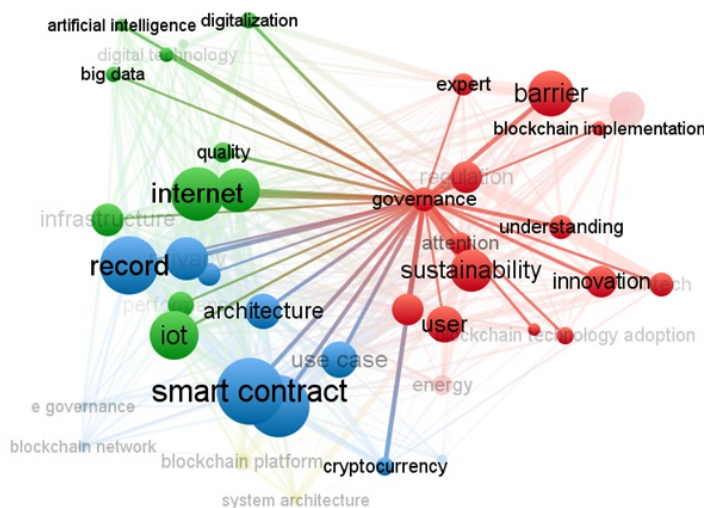 artificial intelligence
digitalization
digital technology
big data
expert
barrier
blockchain implementation
quality
regulation
internet
governance
infrastructure
understanding
attention
privacy
record
sustainability
innovation
tech
performance
architecture
iot
user
blockchain technology adoption
use case
energy
smart contract
e governance
blockchain network
blockchain platform
cryptocurrency
system architecture